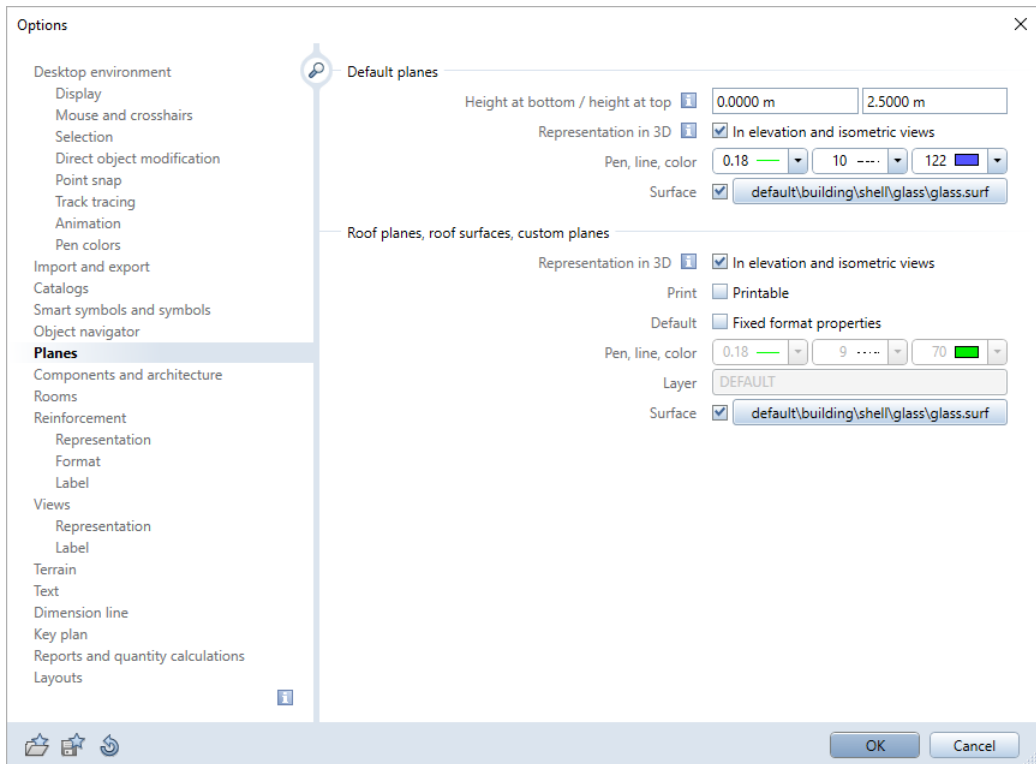 Options
Desktop environment
Display
Mouse and crosshairs
Selection
Direct object modification
Point snap
Track tracing
Animation
Pen colors
Import and export
Catalogs
Smart symbols and symbols
Object navigator
Planes
Components and architecture
Rooms
Reinforcement
Representation
Format
Label
Views
Representation
Label
Terrain
Text
Dimension line
Key plan
Reports and quantity calculations
Layouts
Default planes
Height at bottom / height at top 0.0000 m 2.5000 m
Representation in 3D In elevation and isometric views
Pen, line, color 0.18 10 122
Surface default\building\shell\glass\glass.surf
Roof planes, roof surfaces, custom planes
Representation in 3D In elevation and isometric views
Print Printable
Default Fixed format properties
Pen, line, color 0.18 9 70
Layer DEFAULT
Surface default\building\shell\glass\glass.surf
OK Cancel